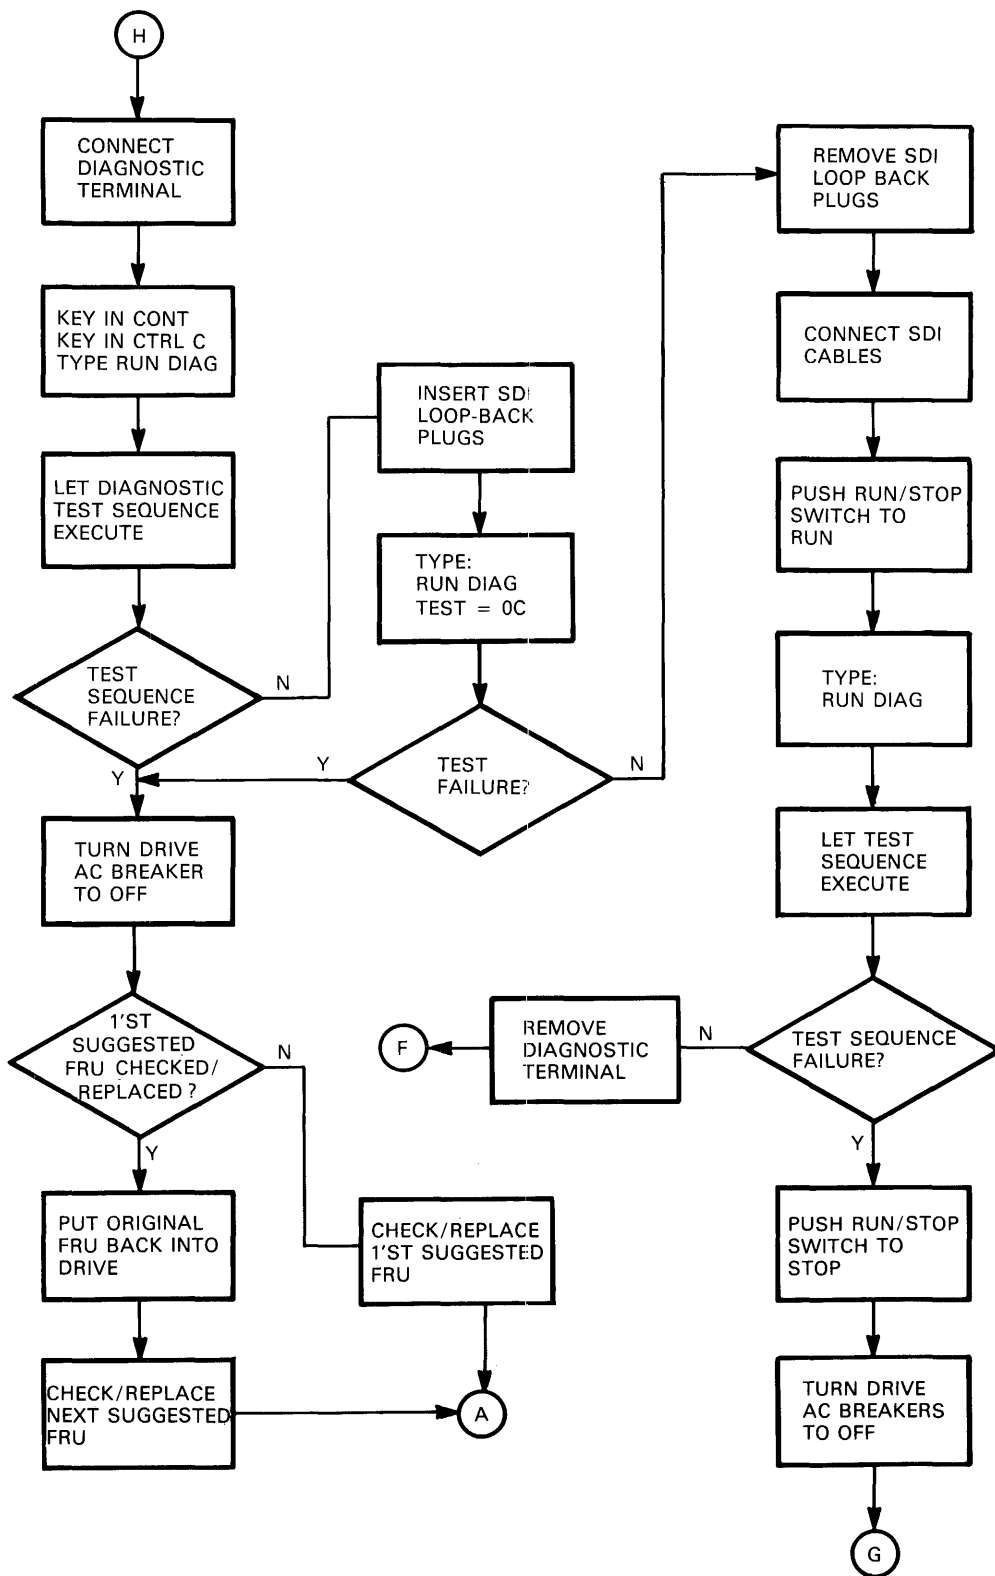 H
CONNECT
DIAGNOSTIC
TERMINAL
KEY IN CONT
KEY IN CTRL C
TYPE RUN DIAG
LET DIAGNOSTIC
TEST SEQUENCE
EXECUTE
TEST
SEQUENCE
FAILURE?
N
Y
INSERT SDI
LOOP-BACK
PLUGS
TYPE:
RUN DIAG
TEST = 0C
TEST
FAILURE?
Y
N
TURN DRIVE
AC BREAKER
TO OFF
1'ST
SUGGESTED
FRU CHECKED/
REPLACED ?
N
Y
PUT ORIGINAL
FRU BACK INTO
DRIVE
CHECK/REPLACE
NEXT SUGGESTED
FRU
CHECK/REPLACE
1'ST SUGGESTED
FRU
A
REMOVE SDI
LOOP BACK
PLUGS
CONNECT SDI
CABLES
PUSH RUN/STOP
SWITCH TO
RUN
TYPE:
RUN DIAG
LET TEST
SEQUENCE
EXECUTE
TEST SEQUENCE
FAILURE?
N
REMOVE
DIAGNOSTIC
TERMINAL
F
Y
PUSH RUN/STOP
SWITCH TO
STOP
TURN DRIVE
AC BREAKERS
TO OFF
G